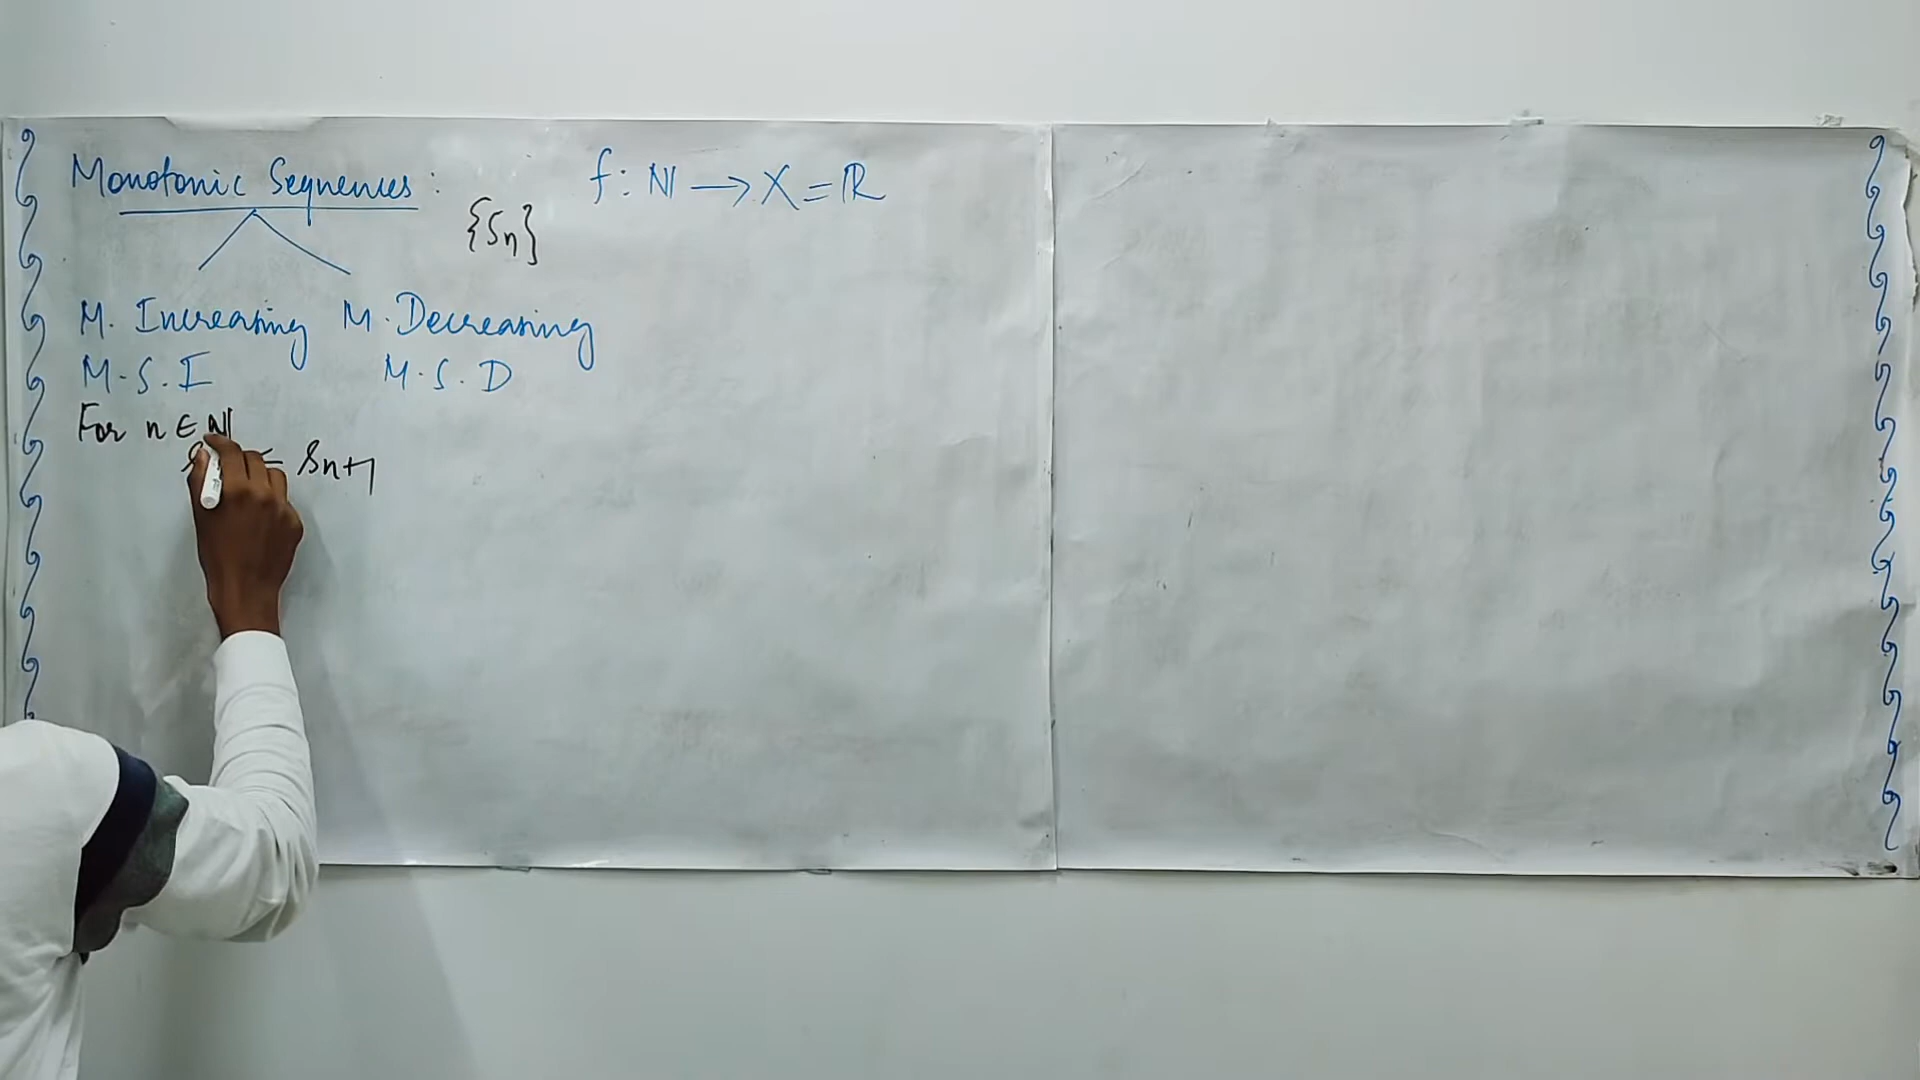 Monotonic Sequences : f : ℕ → X = ℝ
{Sn}
M. Increasing M. Decreasing
M.S.I M.S.D
For n ∈ ℕ
Sn+1